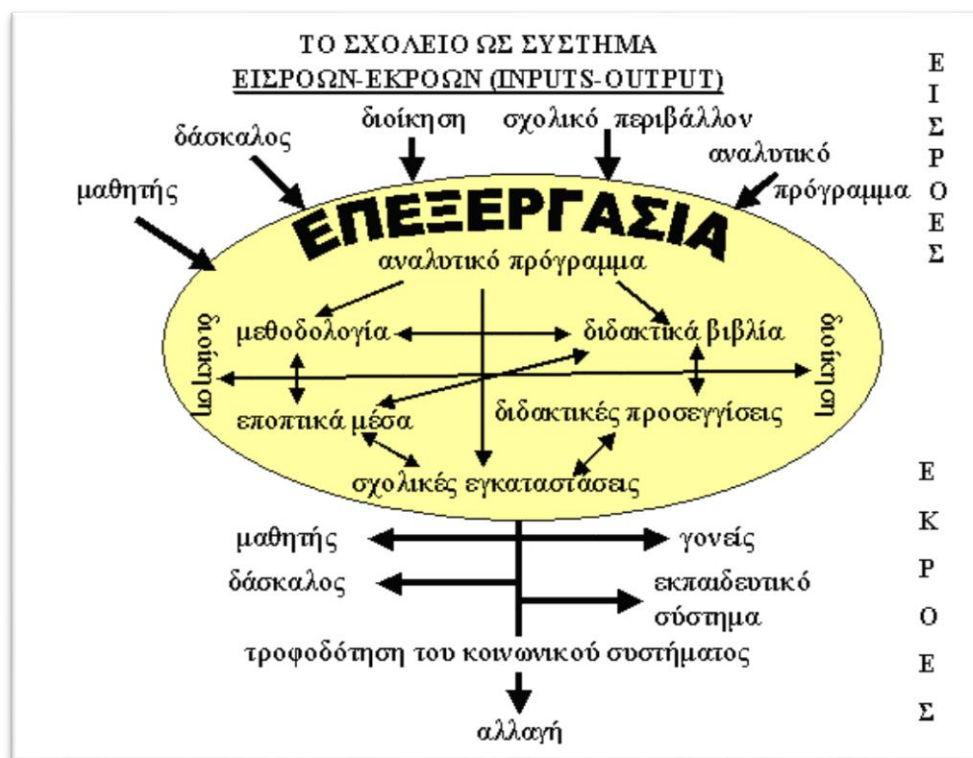 ΤΟ ΣΧΟΛΕΙΟ ΩΣ ΣΥΣΤΗΜΑ
ΕΙΣΡΟΩΝ-ΕΚΡΟΩΝ (INPUTS-OUTPUT)
μαθητής
δάσκαλος
διοίκηση
σχολικό περιβάλλον
αναλυτικό
πρόγραμμα
ΕΙΣΡΟΕΣ
ΕΠΕΞΕΡΓΑΣΙΑ
αναλυτικό πρόγραμμα
μεθοδολογία
διδακτικά βιβλία
διοίκηση
διοίκηση
εποπτικά μέσα
διδακτικές προσεγγίσεις
σχολικές εγκαταστάσεις
μαθητής
γονείς
δάσκαλος
εκπαιδευτικό
σύστημα
τροφοδότηση του κοινωνικού συστήματος
αλλαγή
ΕΚΡΟΕΣ